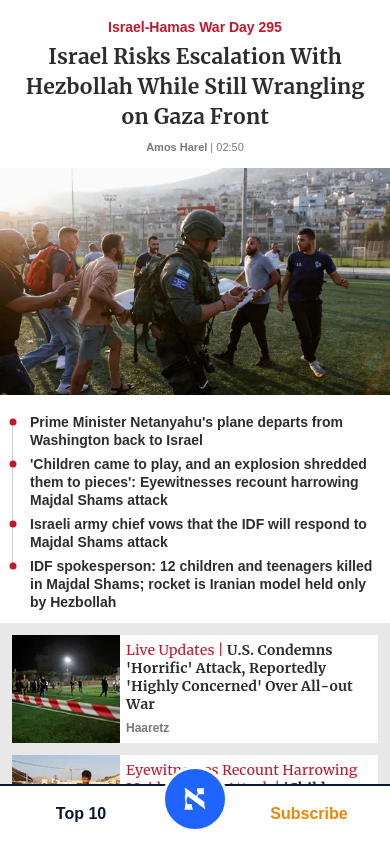 Israel-Hamas War Day 295
Israel Risks Escalation With
Hezbollah While Still Wrangling
on Gaza Front
Amos Harel | 02:50
Prime Minister Netanyahu's plane departs from
Washington back to Israel
'Children came to play, and an explosion shredded
them to pieces': Eyewitnesses recount harrowing
Majdal Shams attack
Israeli army chief vows that the IDF will respond to
Majdal Shams attack
IDF spokesperson: 12 children and teenagers killed
in Majdal Shams; rocket is Iranian model held only
by Hezbollah
Live Updates | U.S. Condemns
'Horrific' Attack, Reportedly
'Highly Concerned' Over All-out
War
Haaretz
Recount Harrowing
Top 10
Subscribe